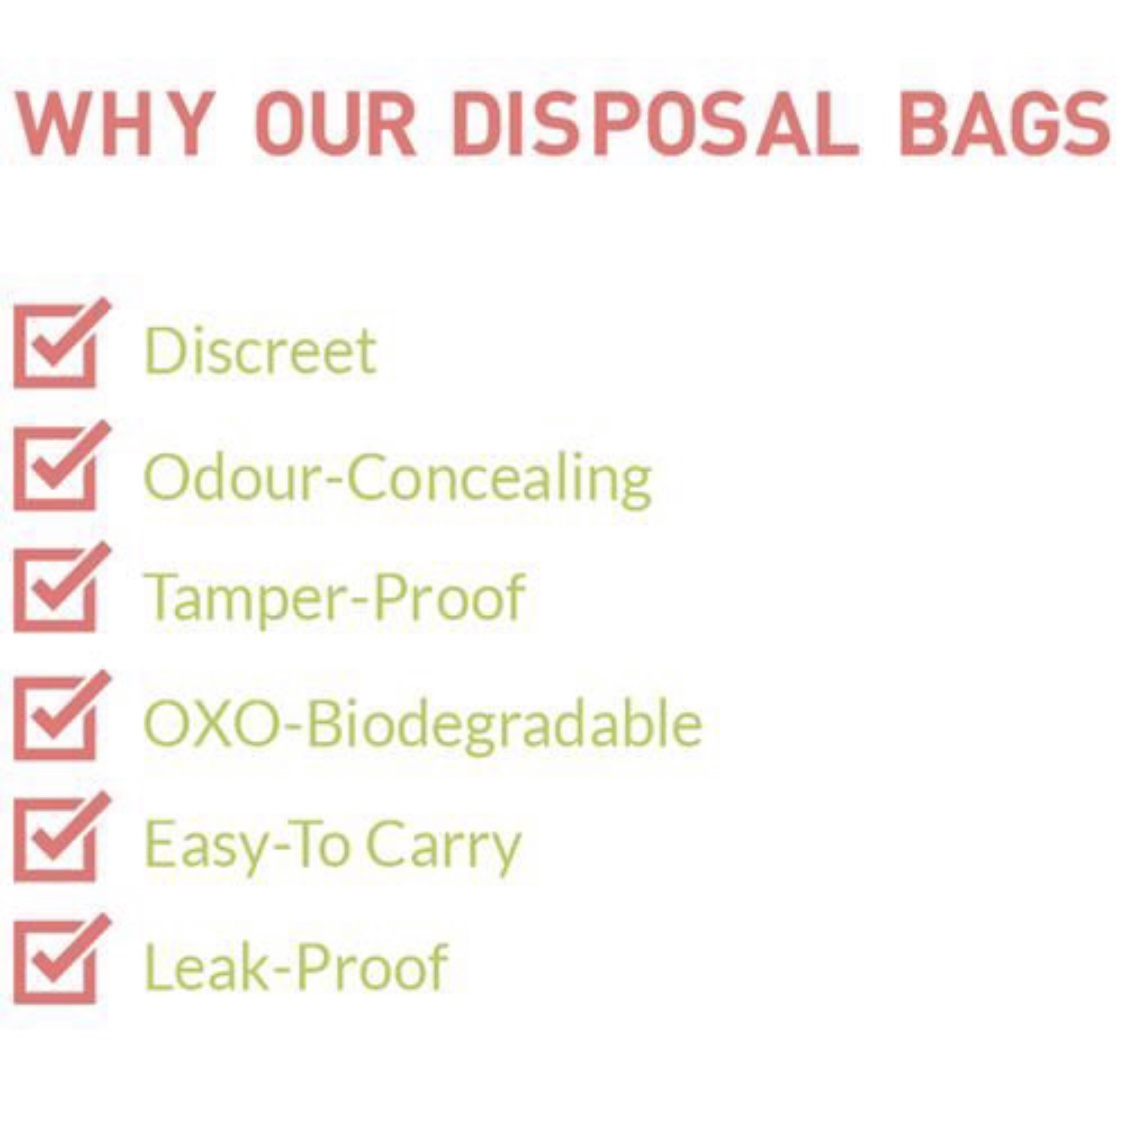 WHY OUR DISPOSAL BAGS
Discreet
Odour-Concealing
Tamper-Proof
OXO-Biodegradable
Easy-To Carry
Leak-Proof